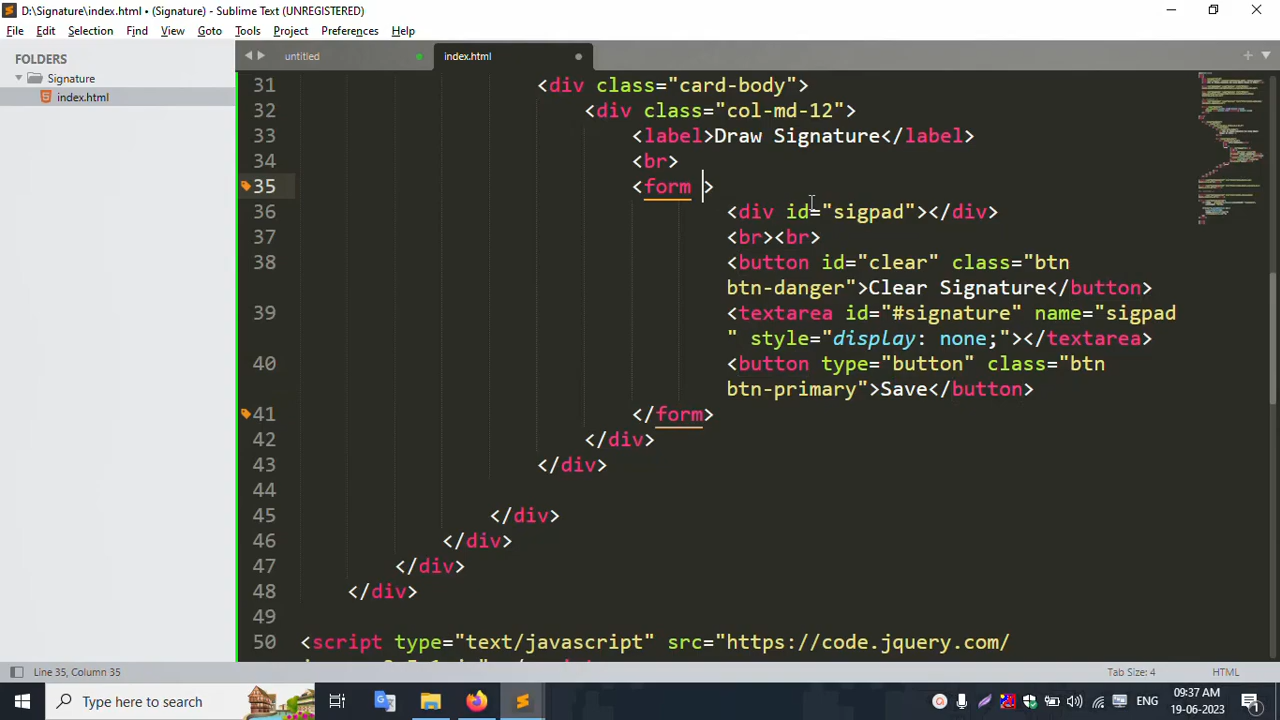 D:\Signature\index.html • (Signature) - Sublime Text (UNREGISTERED)
File Edit Selection Find View Goto Tools Project Preferences Help
FOLDERS
Signature
index.html
untitled
index.html
31 <div class="card-body">
32 <div class="col-md-12">
33 <label>Draw Signature</label>
34 <br>
35 <form >
36 <div id="sigpad"></div>
37 <br><br>
38 <button id="clear" class="btn
btn-danger">Clear Signature</button>
39 <textarea id="#signature" name="sigpad
" style="display: none;"></textarea>
40 <button type="button" class="btn
btn-primary">Save</button>
41 </form>
42 </div>
43 </div>
44
45 </div>
46 </div>
47 </div>
48 </div>
49
50 <script type="text/javascript" src="https://code.jquery.com/
Line 35, Column 35
Tab Size: 4
HTML
Type here to search
ENG
09:37 AM
19-06-2023
1